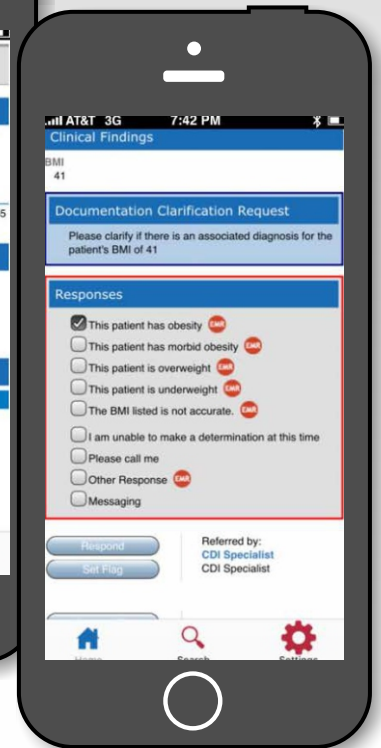 AT&T 3G 7:42 PM
Clinical Findings
BMI
41
5
Documentation Clarification Request
Please clarify if there is an associated diagnosis for the
patient's BMI of 41
Responses
This patient has obesity EMR
This patient has morbid obesity EMR
This patient is overweight EMR
This patient is underweight EMR
The BMI listed is not accurate. EMR
I am unable to make a determination at this time
Please call me
Other Response EMR
Messaging
Respond
Set Flag
Referred by:
CDI Specialist
CDI Specialist
Home Search Settings